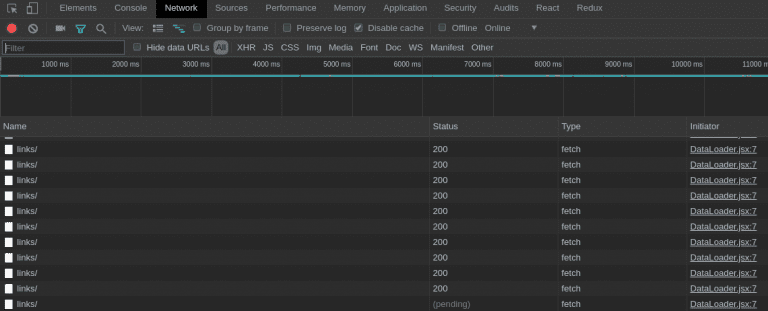 Elements Console Network Sources Performance Memory Application Security Audits React Redux
View: Group by frame Preserve log Disable cache Offline Online
Filter Hide data URLs All XHR JS CSS Img Media Font Doc WS Manifest Other
1000 ms 2000 ms 3000 ms 4000 ms 5000 ms 6000 ms 7000 ms 8000 ms 9000 ms 10000 ms 11000 m
Name Status Type Initiator
links/ 200 fetch DataLoader.jsx:7
links/ 200 fetch DataLoader.jsx:7
links/ 200 fetch DataLoader.jsx:7
links/ 200 fetch DataLoader.jsx:7
links/ 200 fetch DataLoader.jsx:7
links/ 200 fetch DataLoader.jsx:7
links/ 200 fetch DataLoader.jsx:7
links/ 200 fetch DataLoader.jsx:7
links/ 200 fetch DataLoader.jsx:7
links/ 200 fetch DataLoader.jsx:7
links/ (pending) fetch DataLoader.jsx:7